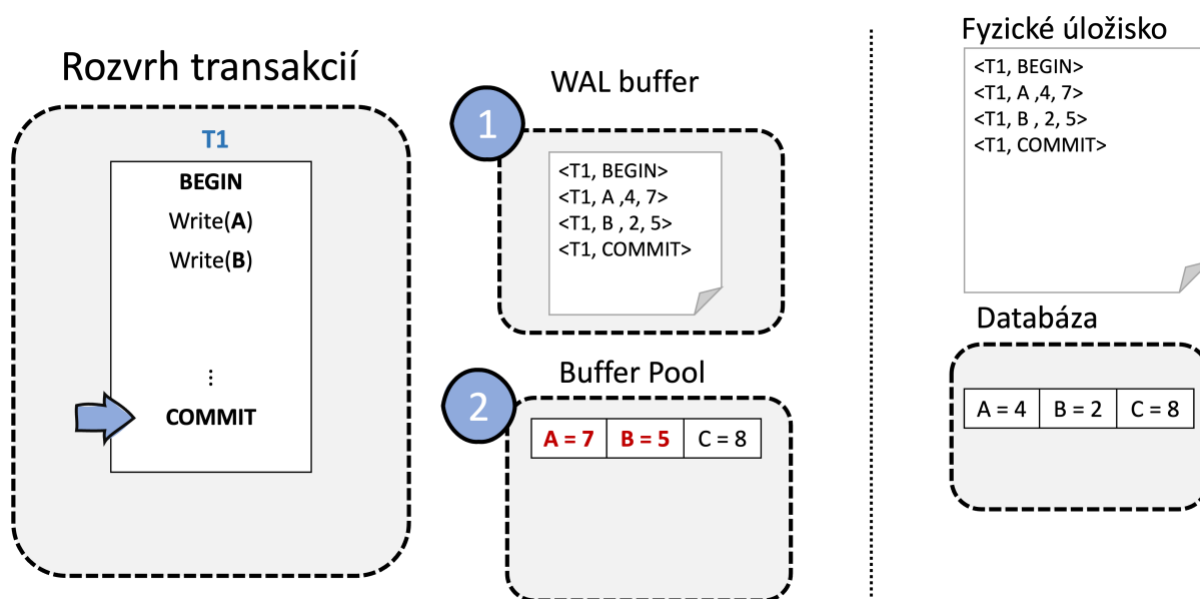 Rozvrh transakcií
T1
BEGIN
Write(A)
Write(B)
⋮
COMMIT
WAL buffer
1
<T1, BEGIN>
<T1, A ,4, 7>
<T1, B , 2, 5>
<T1, COMMIT>
Buffer Pool
2
A = 7 B = 5 C = 8
Fyzické úložisko
<T1, BEGIN>
<T1, A ,4, 7>
<T1, B , 2, 5>
<T1, COMMIT>
Databáza
A = 4 B = 2 C = 8